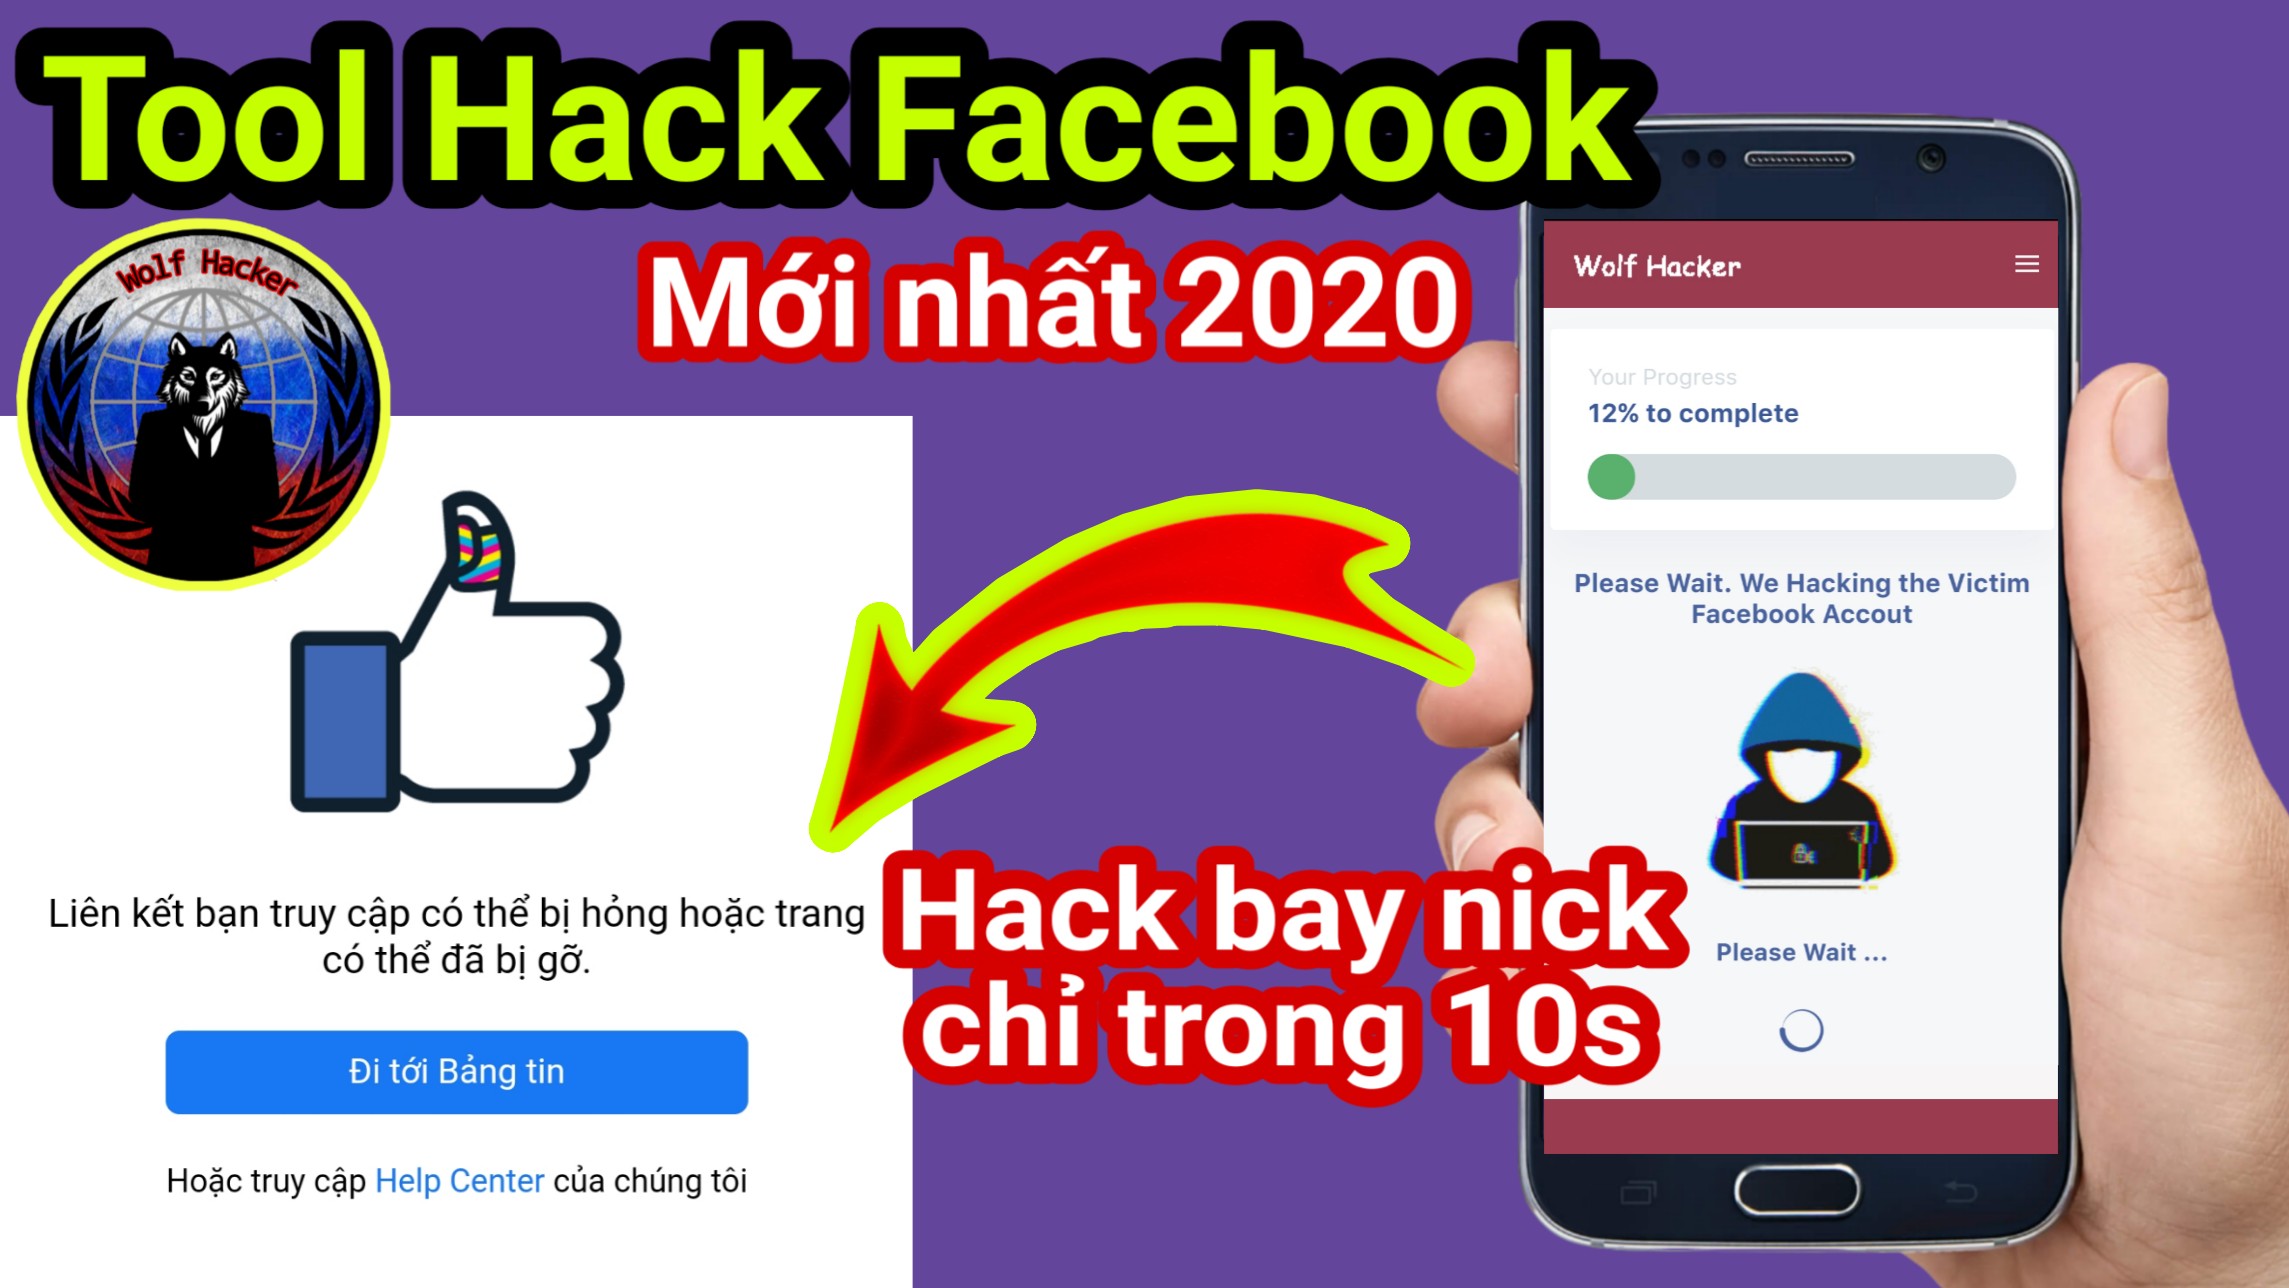 Tool Hack Facebook
Mới nhất 2020
Wolf Hacker
Liên kết bạn truy cập có thể bị hỏng hoặc trang
có thể đã bị gỡ.
Đi tới Bảng tin
Hoặc truy cập Help Center của chúng tôi
Hack bay nick
chỉ trong 10s
Wolf Hacker
Your Progress
12% to complete
Please Wait. We Hacking the Victim
Facebook Accout
Please Wait ...